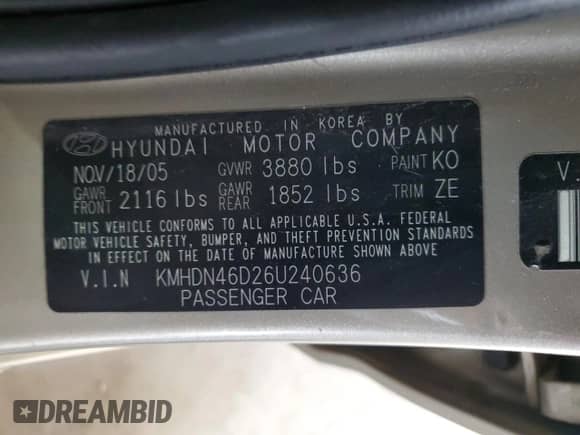 MANUFACTURED IN KOREA BY
HYUNDAI MOTOR COMPANY
NOV/18/05 GVWR 3880 lbs PAINT KO
GAWR FRONT 2116 lbs GAWR REAR 1852 lbs TRIM ZE
THIS VEHICLE CONFORMS TO ALL APPLICABLE U.S.A. FEDERAL
MOTOR VEHICLE SAFETY, BUMPER, AND THEFT PREVENTION STANDARDS
IN EFFECT ON THE DATE OF MANUFACTURE SHOWN ABOVE
V.I.N KMHDN46D26U240636
PASSENGER CAR
V.
DREAMBID